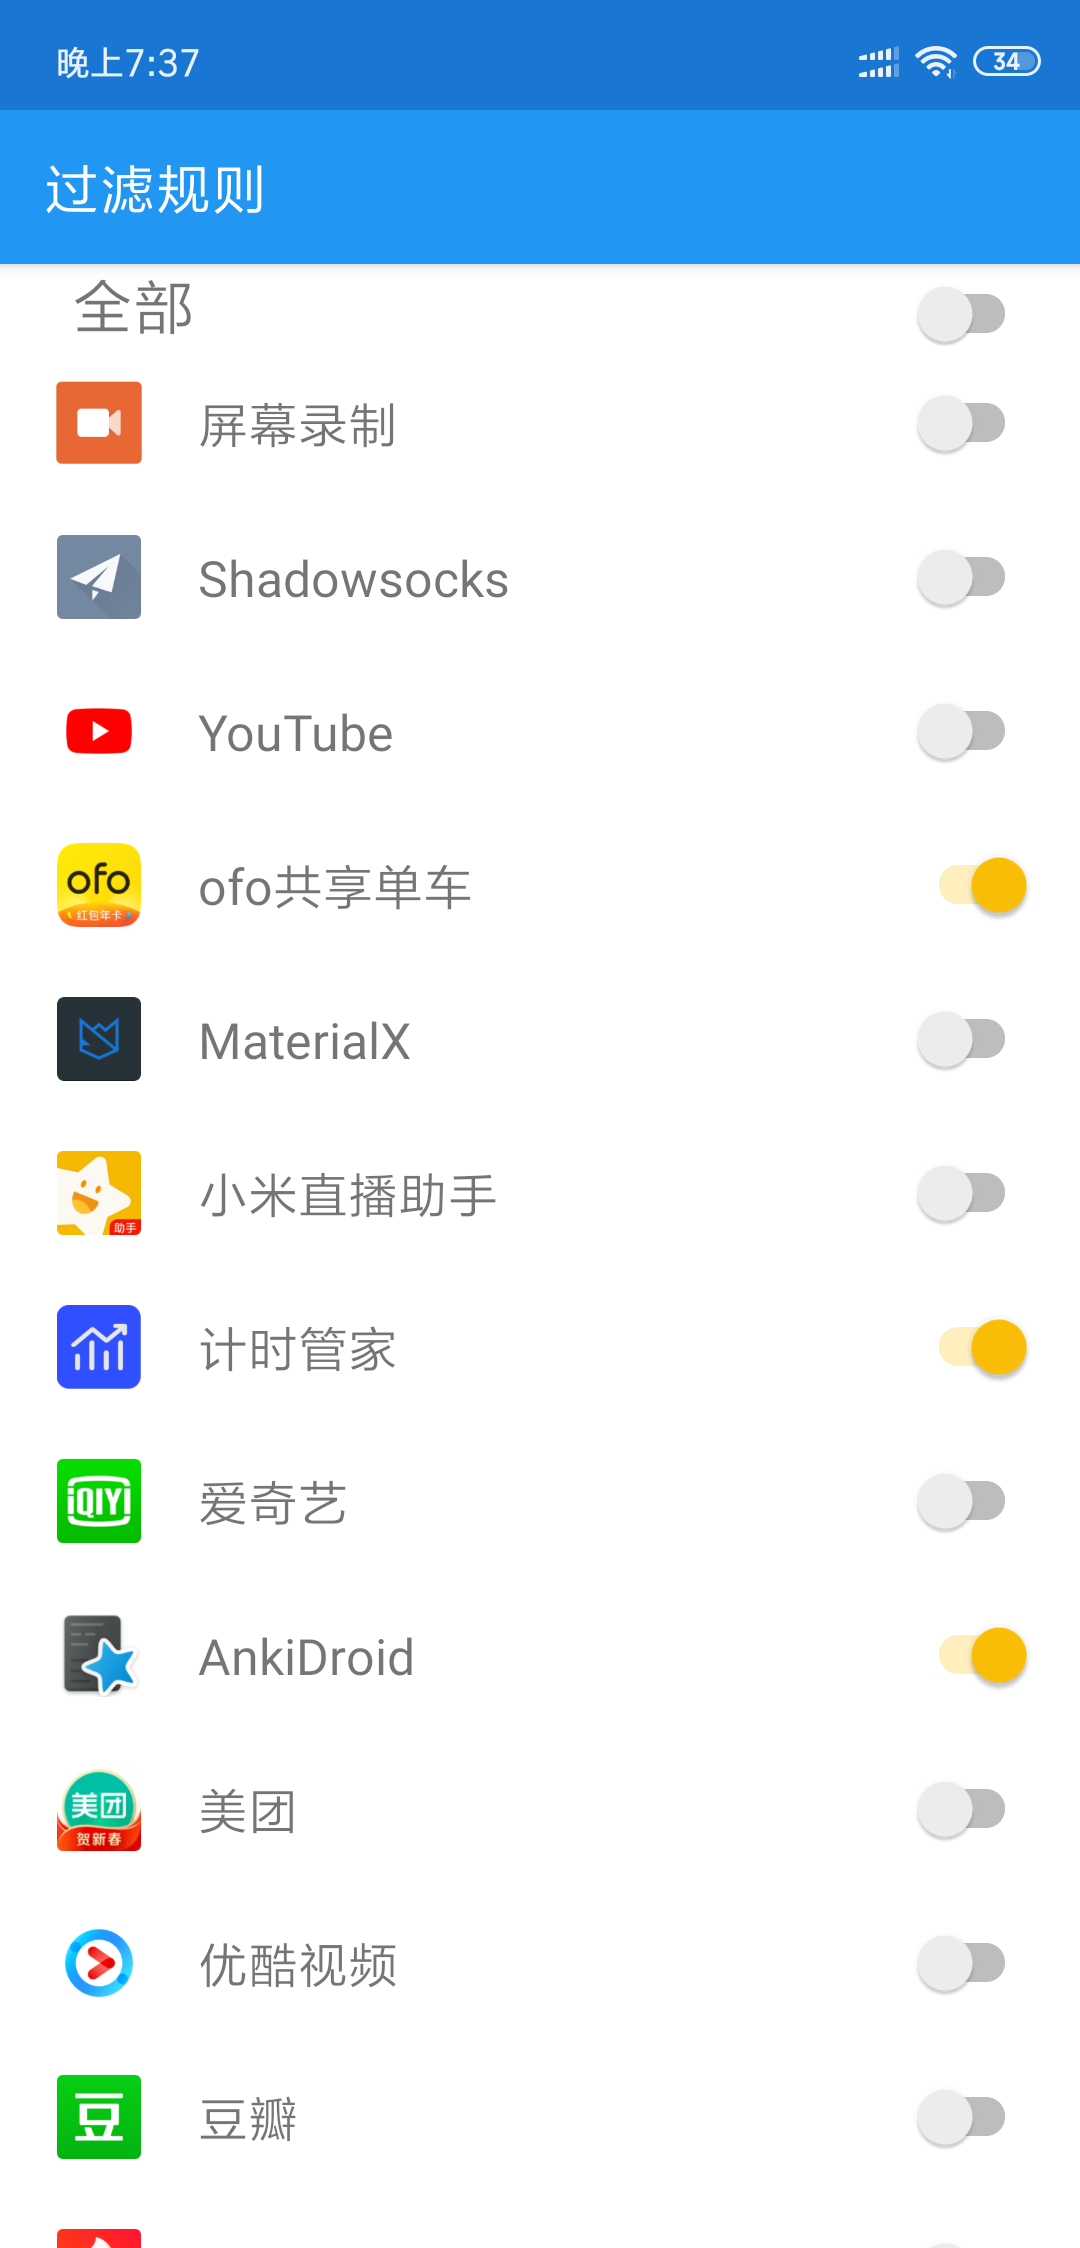 晚上7:37
34
过滤规则
全部
屏幕录制
Shadowsocks
YouTube
ofo
红包年卡
ofo共享单车
MaterialX
助手
小米直播助手
计时管家
iQIYI
爱奇艺
AnkiDroid
美团
贺新春
美团
优酷视频
豆
豆瓣